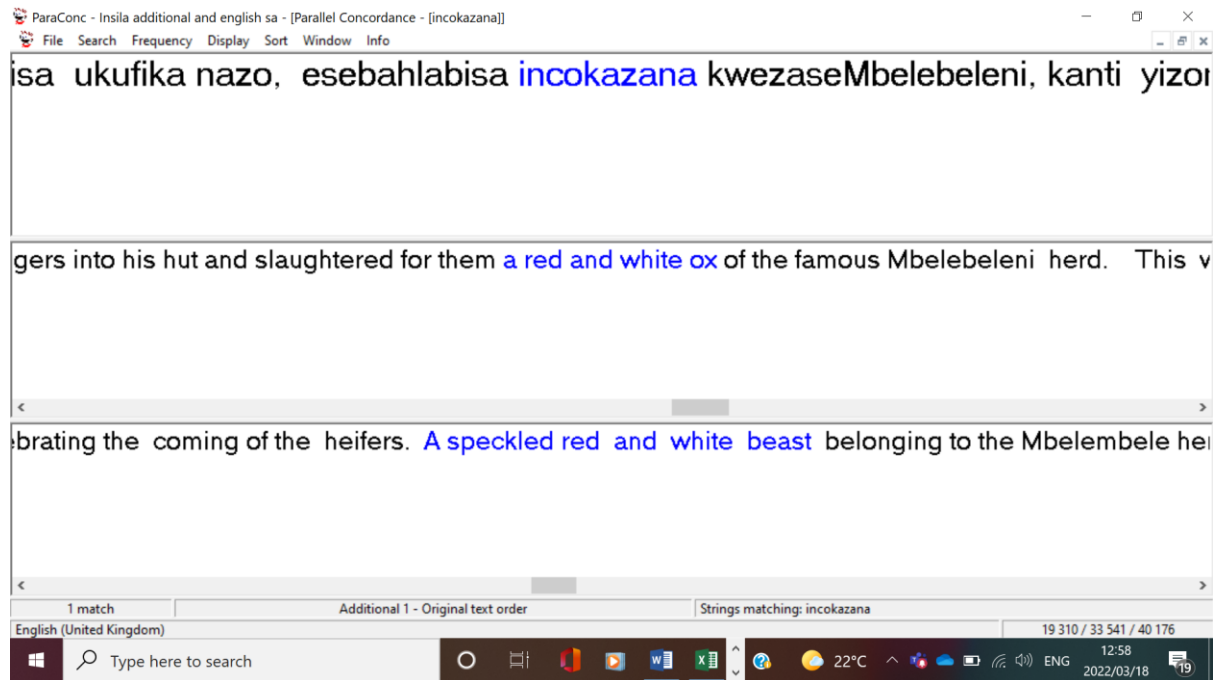 ParaConc - Insila additional and english sa - [Parallel Concordance - [incokazana]]
File Search Frequency Display Sort Window Info
isa ukufika nazo, esebahlabisa incokazana kwezaseMbelebeleni, kanti yizo
gers into his hut and slaughtered for them a red and white ox of the famous Mbelebeleni herd. This
brating the coming of the heifers. A speckled red and white beast belonging to the Mbelembele he
1 match Additional 1 - Original text order Strings matching: incokazana
English (United Kingdom) 19 310 / 33 541 / 40 176
Type here to search 22°C ENG 12:58
2022/03/18 19